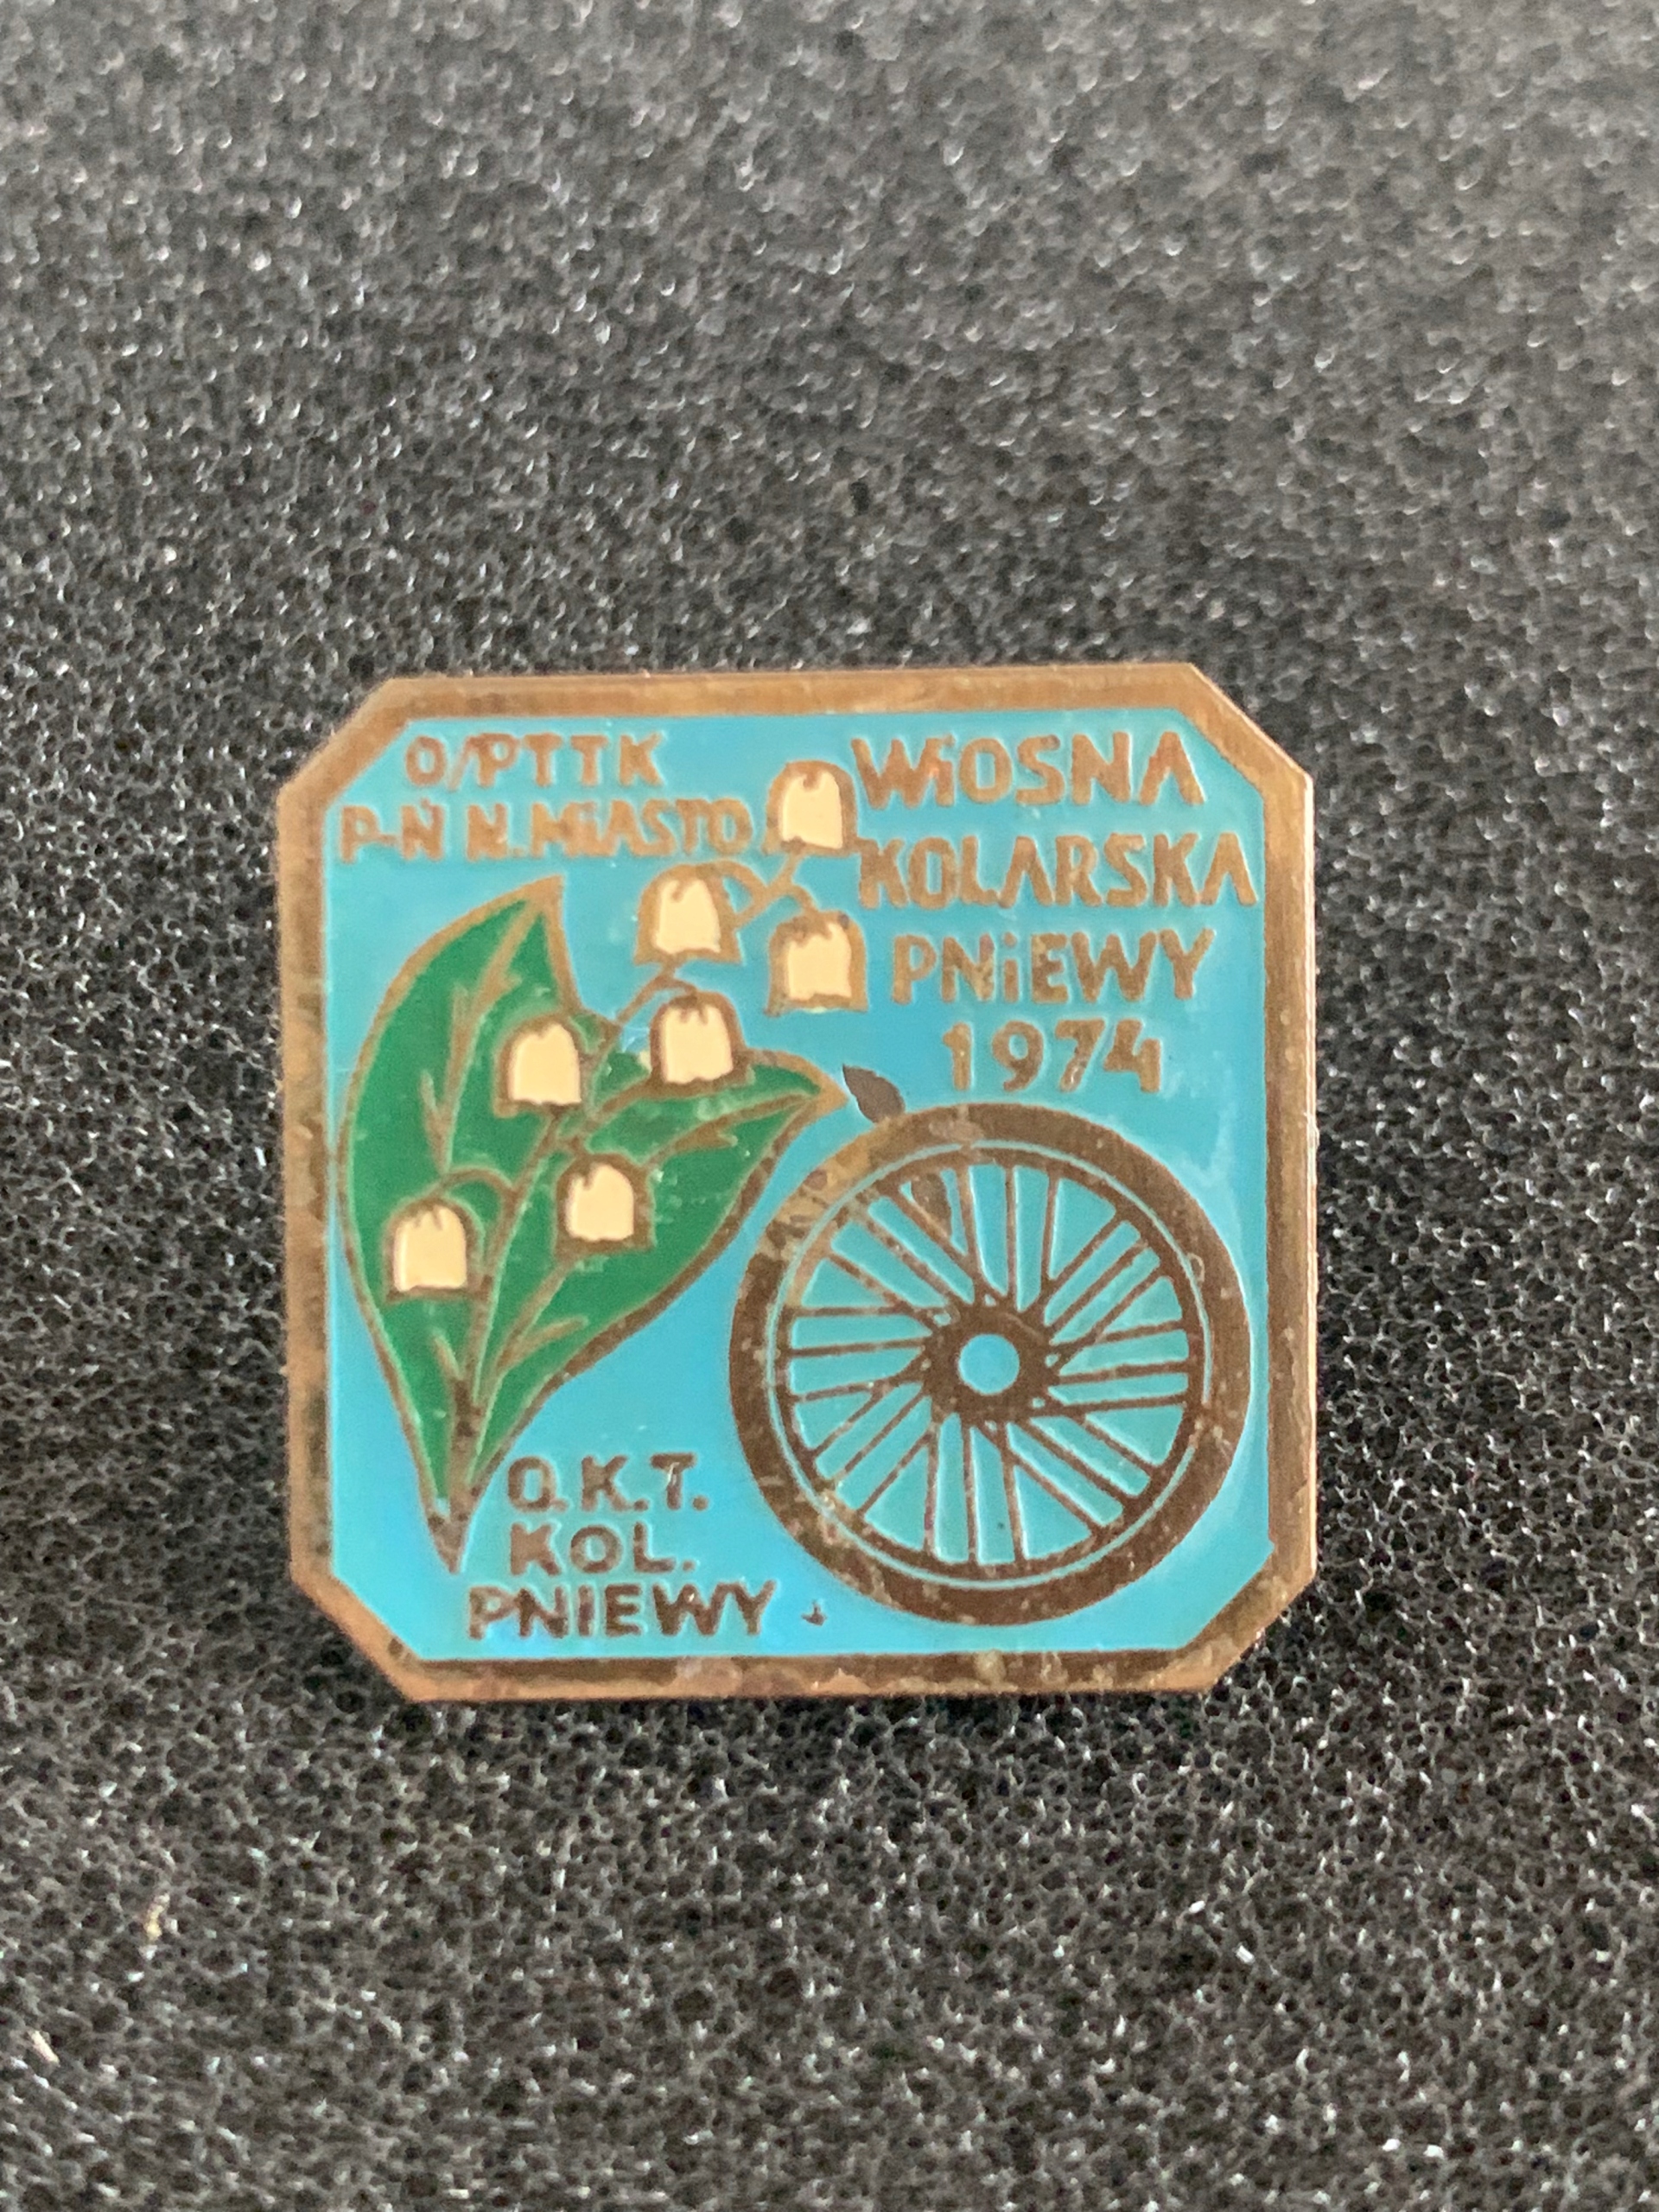 O/PTTK
P-Ń N.MiASTO
WiOSNA
KOLARSKA
PNiEWY
1974
O.K.T.
KOL.
PNIEWY